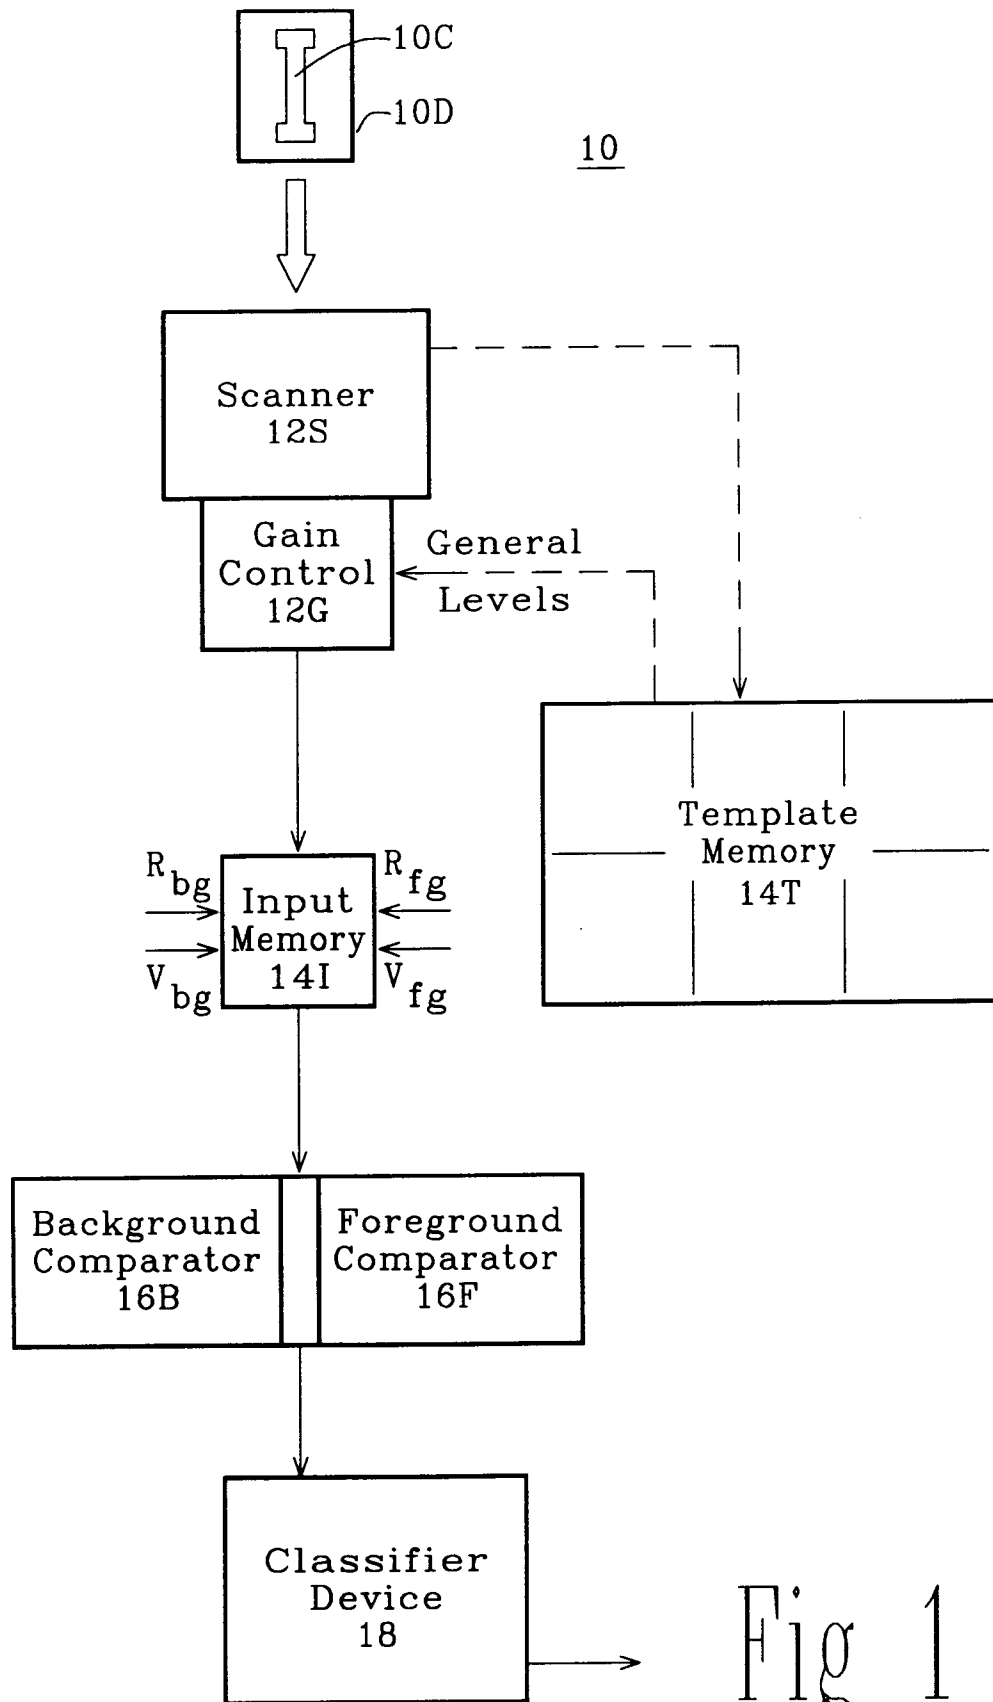 10C
10D
10
Scanner
12S
Gain
Control
12G
General
Levels
Template
Memory
14T
Rbg
Rfg
Input
Memory
14I
Vbg
Vfg
Background
Comparator
16B
Foreground
Comparator
16F
Classifier
Device
18
Fig 1